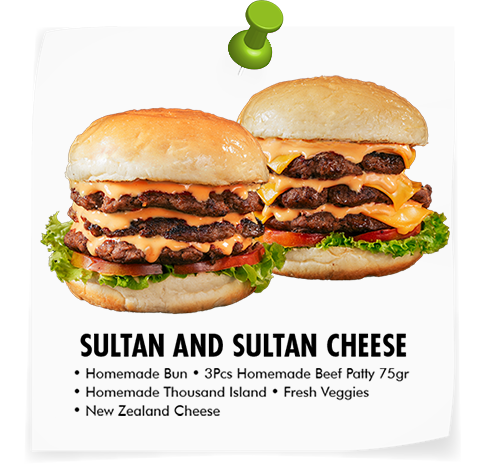 SULTAN AND SULTAN CHEESE
• Homemade Bun • 3Pcs Homemade Beef Patty 75gr
• Homemade Thousand Island • Fresh Veggies
• New Zealand Cheese